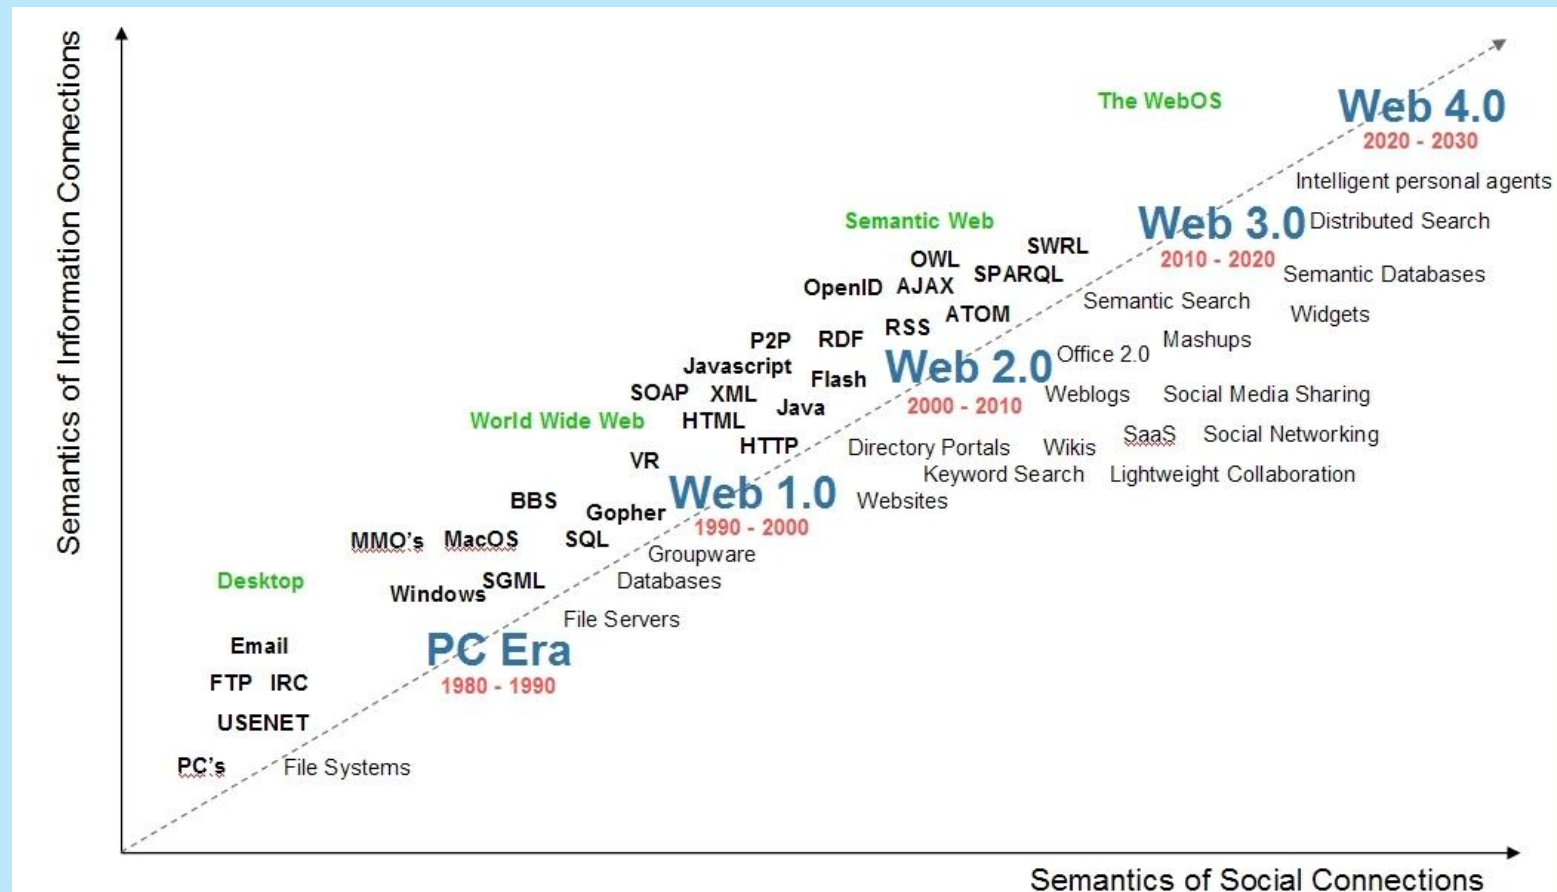 Semantics of Information Connections
The WebOS
Web 4.0
2020 - 2030
Intelligent personal agents
Semantic Web
Web 3.0
Distributed Search
SWRL
OWL
2010 - 2020
SPARQL
Semantic Databases
OpenID
AJAX
Semantic Search
ATOM
Widgets
RSS
P2P
RDF
Mashups
Office 2.0
Javascript
Web 2.0
Flash
SOAP
XML
Weblogs
Social Media Sharing
Java
2000 - 2010
World Wide Web
HTML
SaaS
Social Networking
HTTP
Directory Portals
Wikis
VR
Keyword Search
Lightweight Collaboration
Web 1.0
BBS
Websites
Gopher
1990 - 2000
MMO's
MacOS
SQL
Groupware
Desktop
SGML
Databases
Windows
File Servers
Email
PC Era
FTP
IRC
1980 - 1990
USENET
PC's
File Systems
Semantics of Social Connections